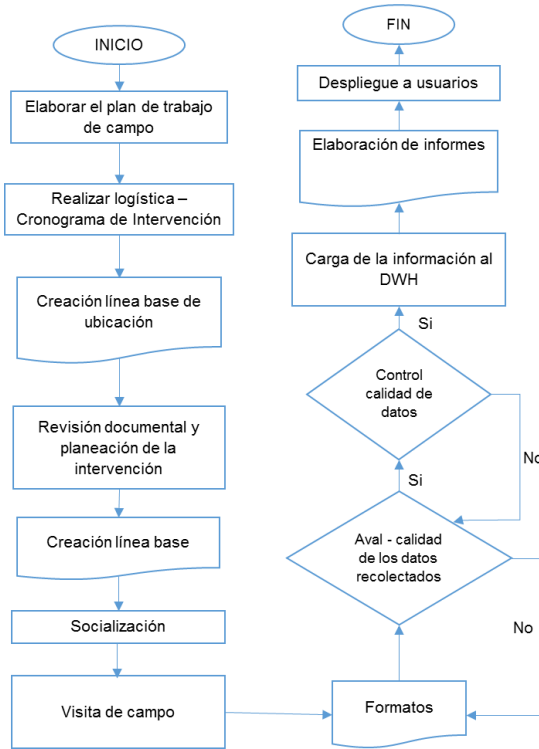 INICIO
Elaborar el plan de trabajo
de campo
Realizar logística –
Cronograma de Intervención
Creación línea base de
ubicación
Revisión documental y
planeación de la
intervención
Creación línea base
Socialización
Visita de campo
Formatos
Aval - calidad
de los datos
recolectados
No
Si
Control
calidad de
datos
No
Si
Carga de la información al
DWH
Elaboración de informes
Despliegue a usuarios
FIN